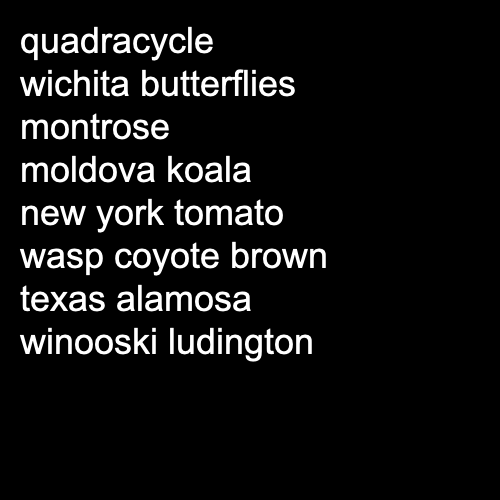 quadracycle
wichita butterflies
montrose
moldova koala
new york tomato
wasp coyote brown
texas alamosa
winooski ludington